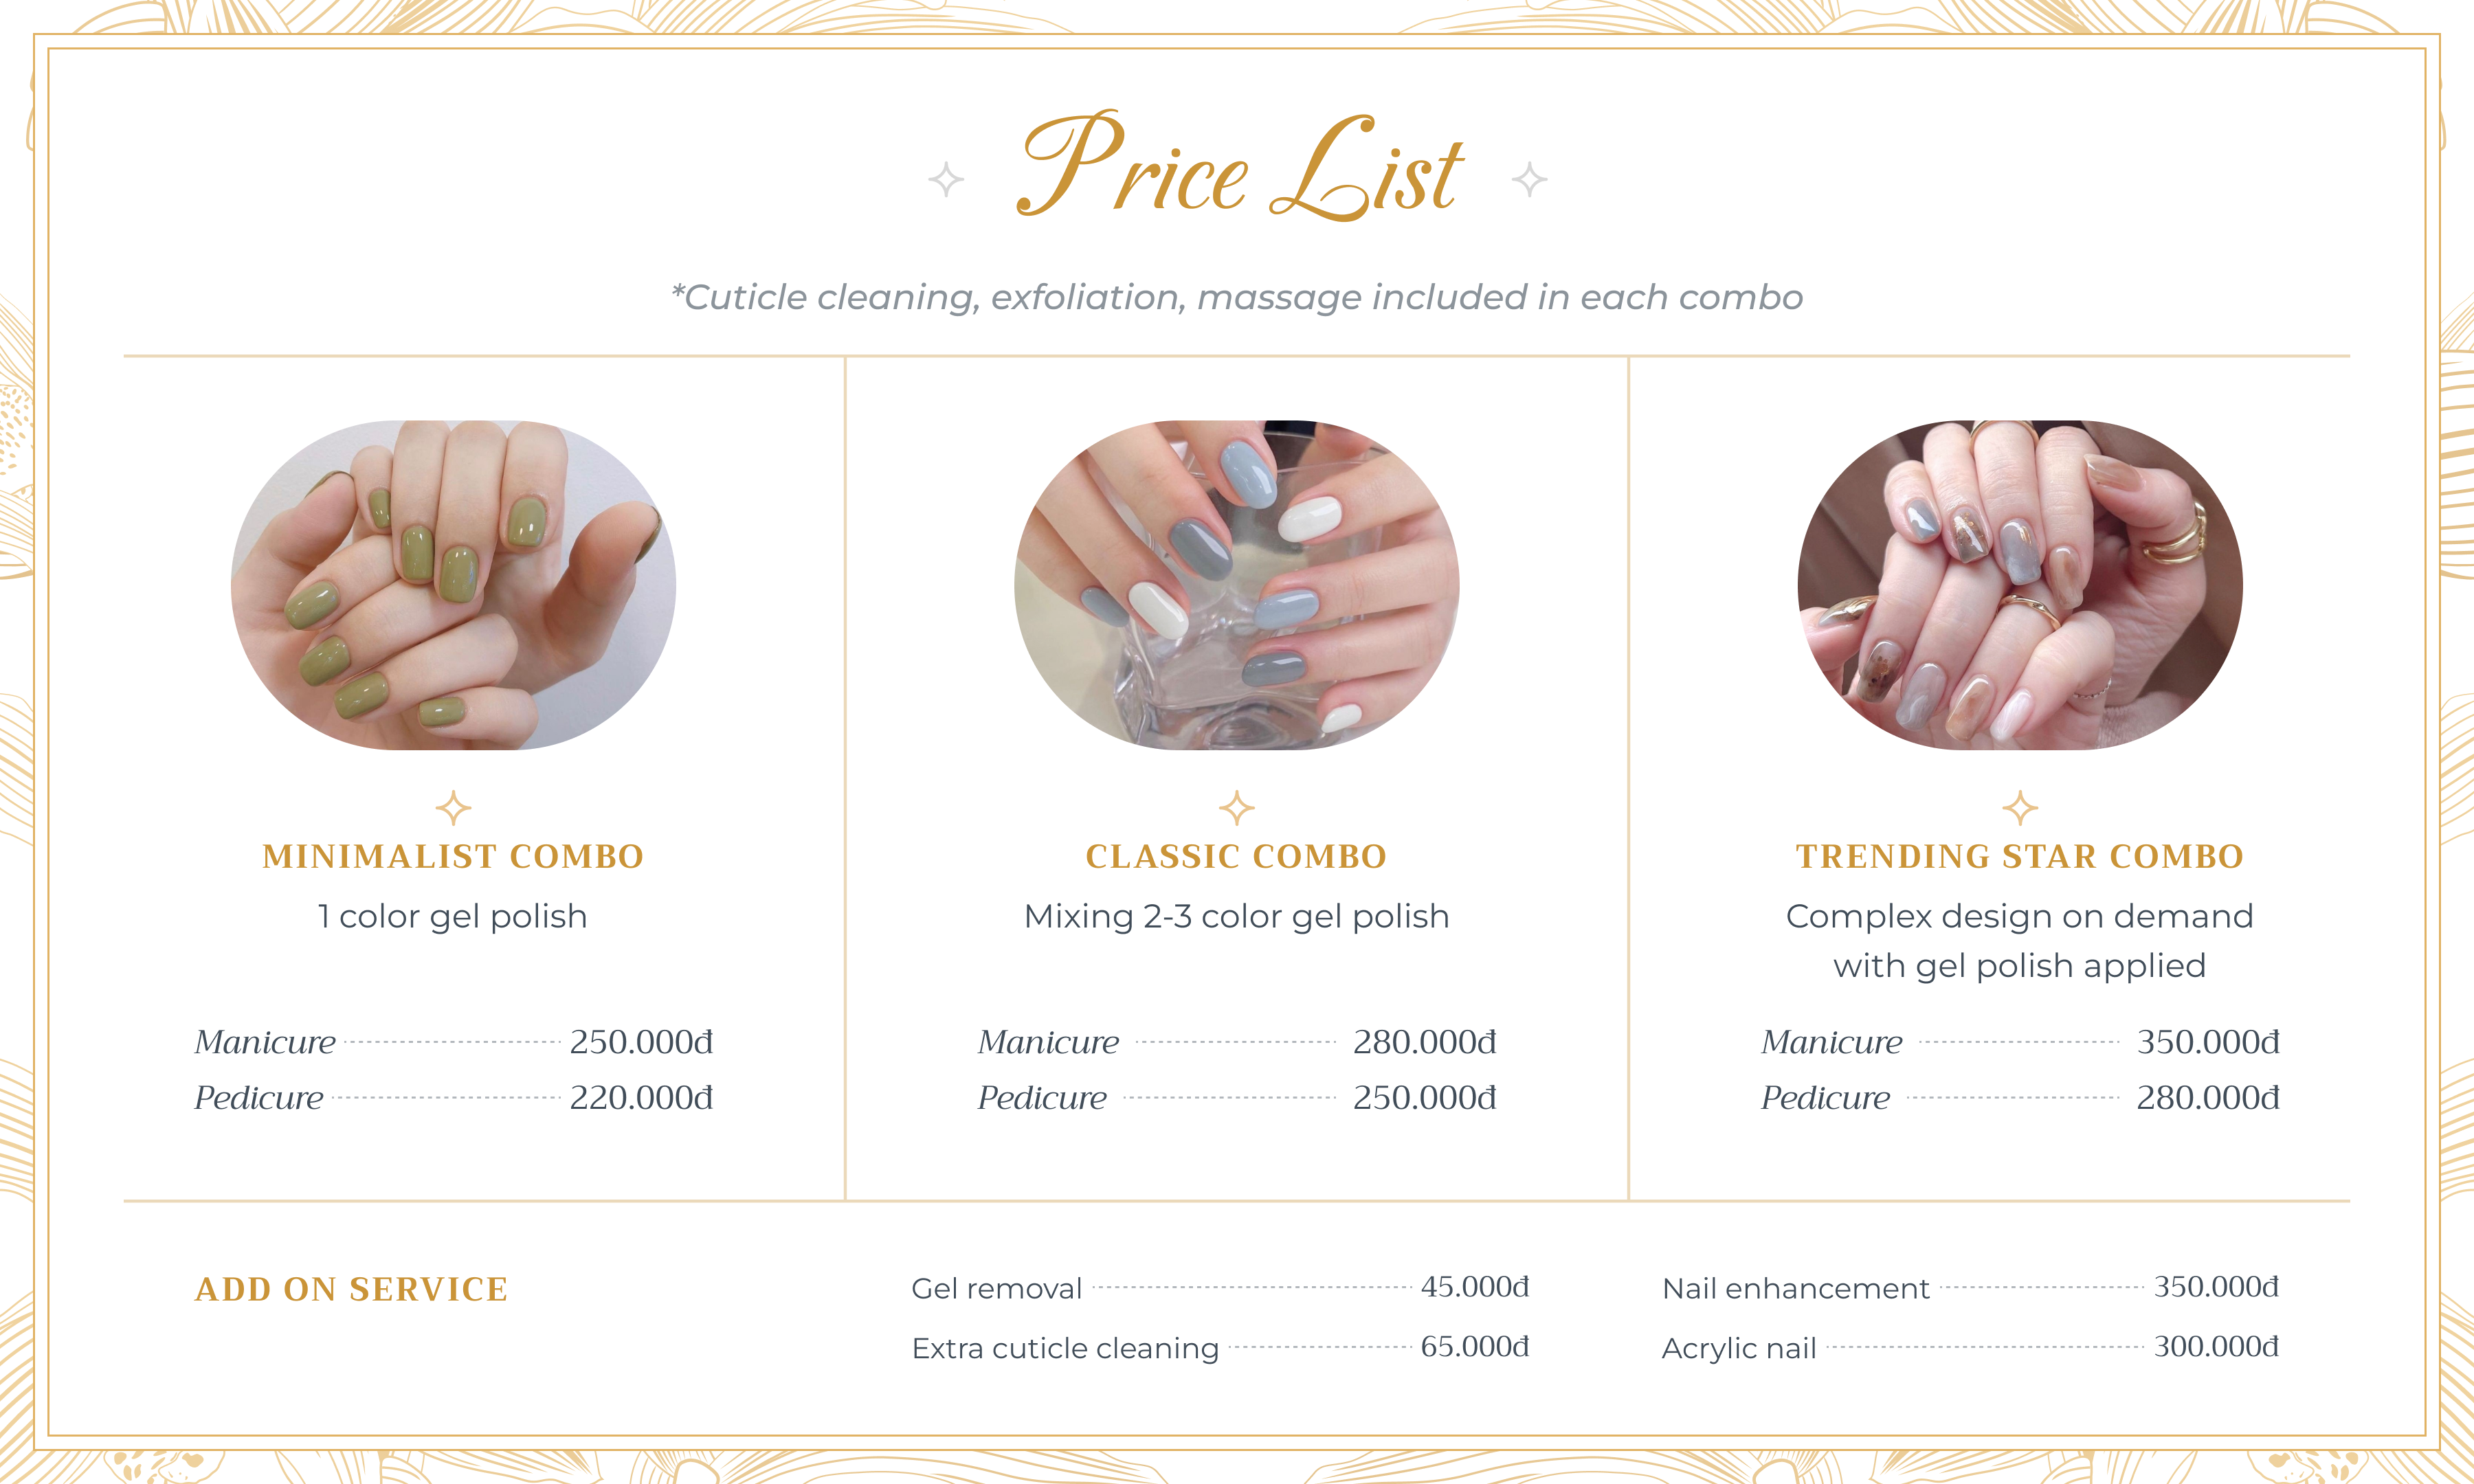 Price List
*Cuticle cleaning, exfoliation, massage included in each combo
MINIMALIST COMBO
1 color gel polish
Manicure 250.000đ
Pedicure 220.000đ
CLASSIC COMBO
Mixing 2-3 color gel polish
Manicure 280.000đ
Pedicure 250.000đ
TRENDING STAR COMBO
Complex design on demand
with gel polish applied
Manicure 350.000đ
Pedicure 280.000đ
ADD ON SERVICE
Gel removal 45.000đ
Extra cuticle cleaning 65.000đ
Nail enhancement 350.000đ
Acrylic nail 300.000đ